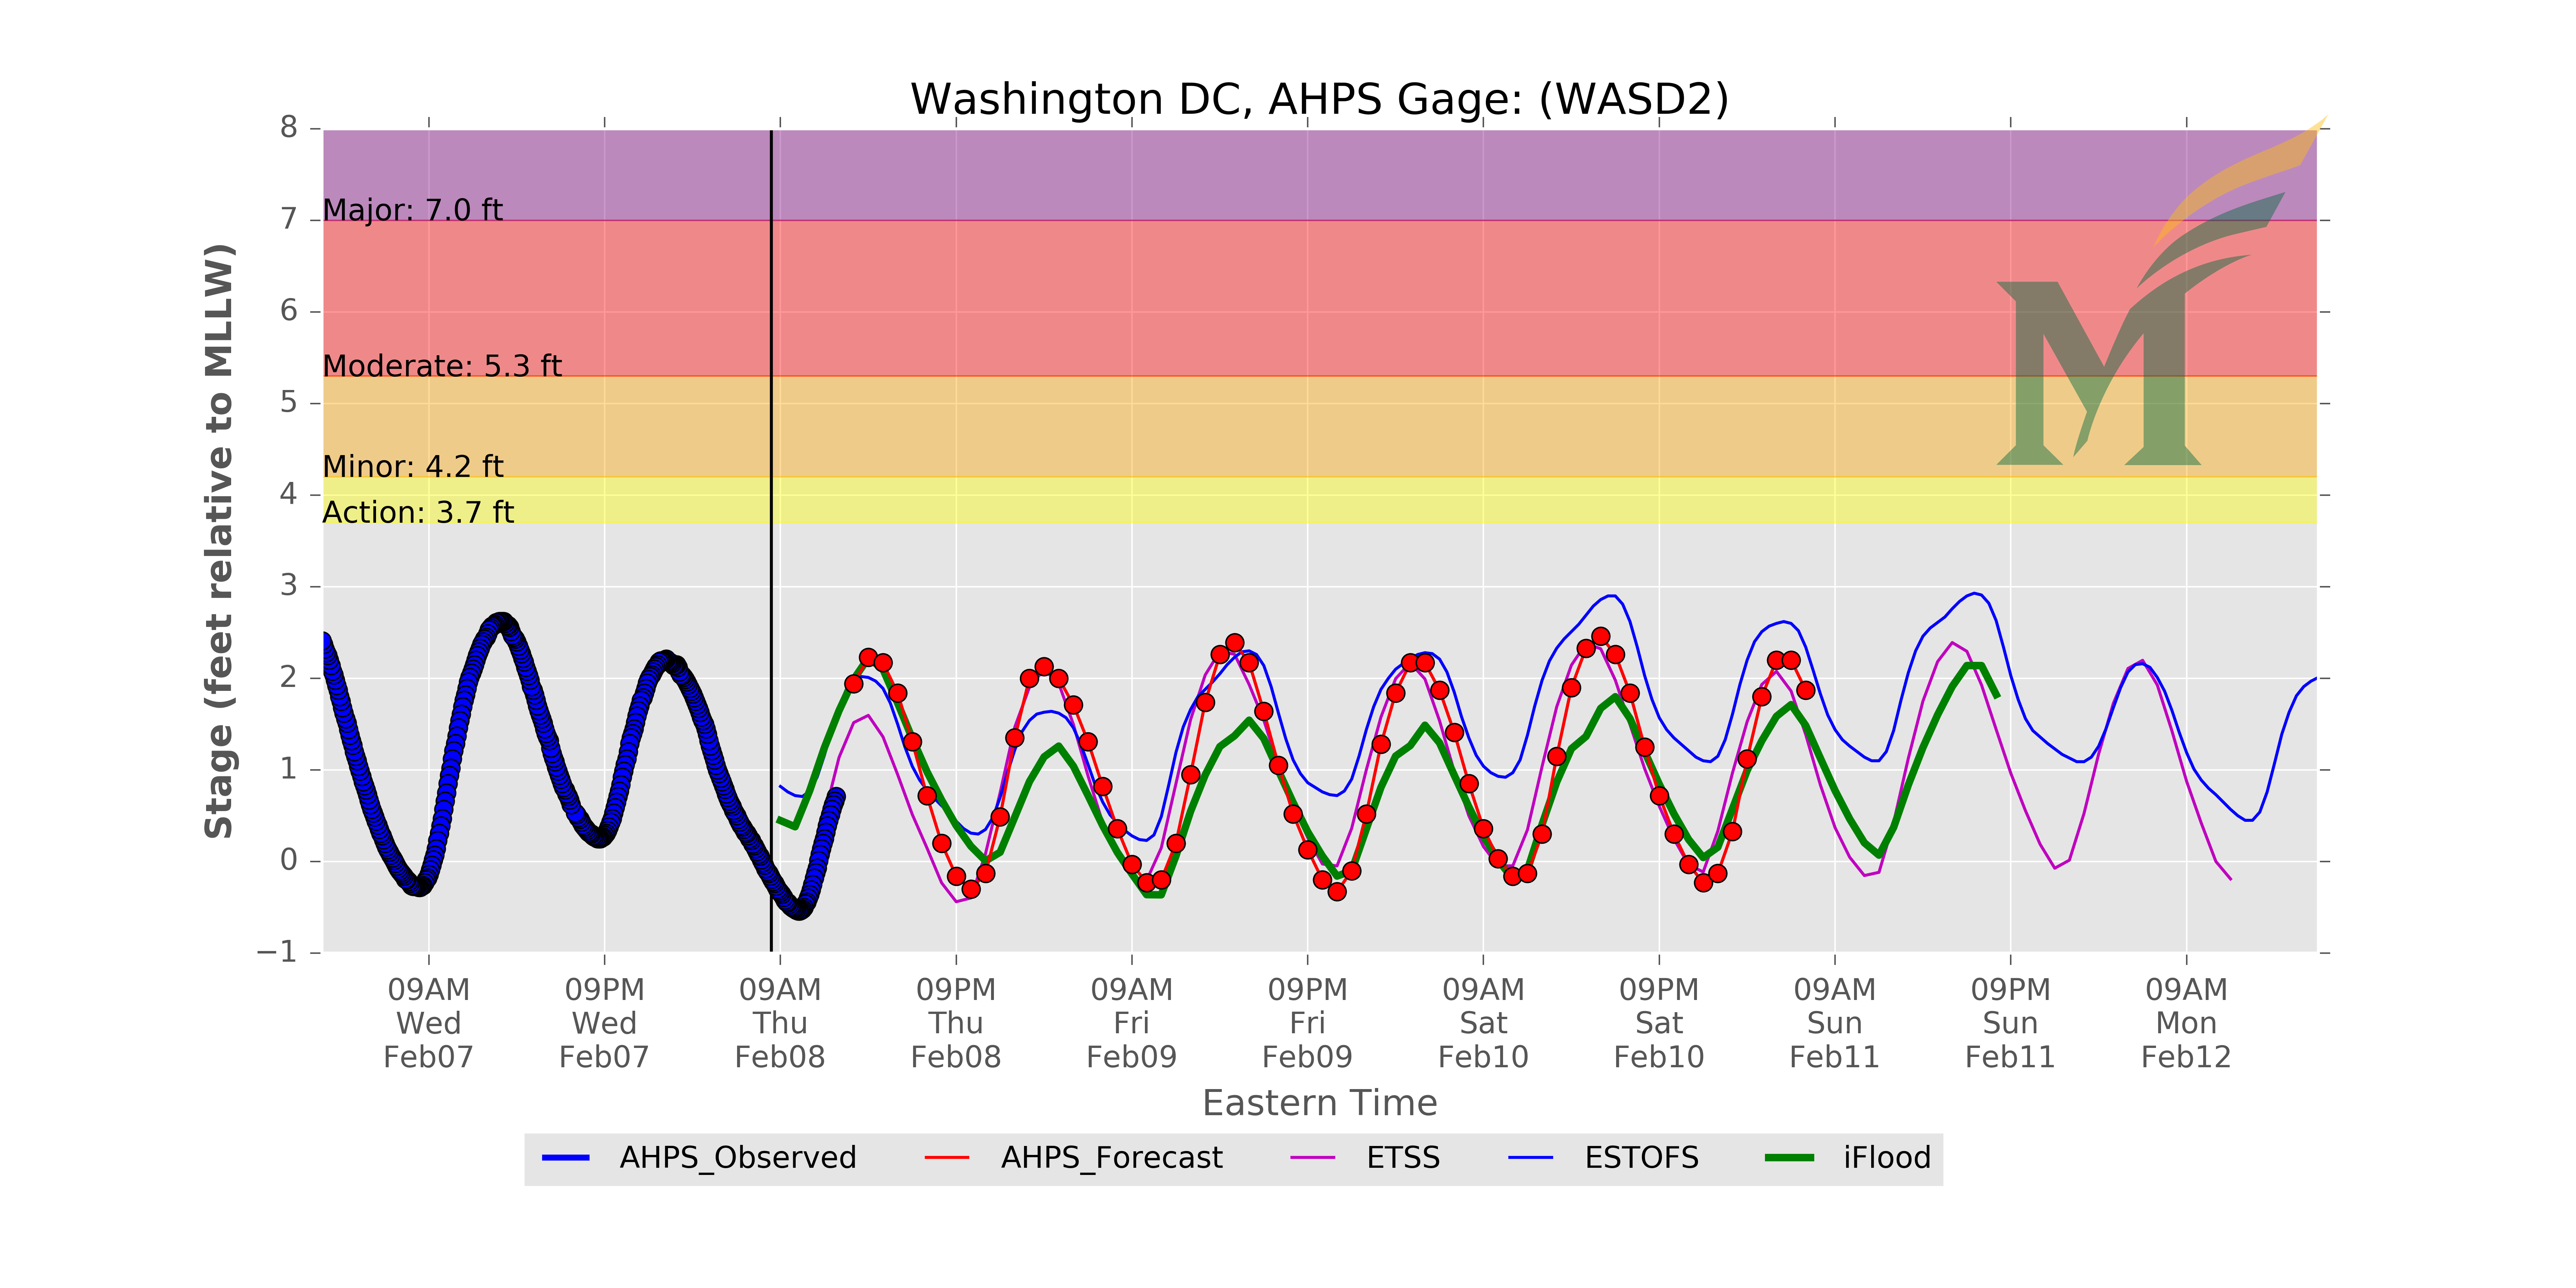 Washington DC, AHPS Gage: (WASD2)
8
7
6
5
4
3
2
1
0
−1
Stage (feet relative to MLLW)
Major: 7.0 ft
Moderate: 5.3 ft
Minor: 4.2 ft
Action: 3.7 ft
M
09AM 09PM 09AM 09PM 09AM 09PM 09AM 09PM 09AM 09PM 09AM
Wed Wed Thu Thu Fri Fri Sat Sat Sun Sun Mon
Feb07 Feb07 Feb08 Feb08 Feb09 Feb09 Feb10 Feb10 Feb11 Feb11 Feb12
Eastern Time
AHPS_Observed AHPS_Forecast ETSS ESTOFS iFlood